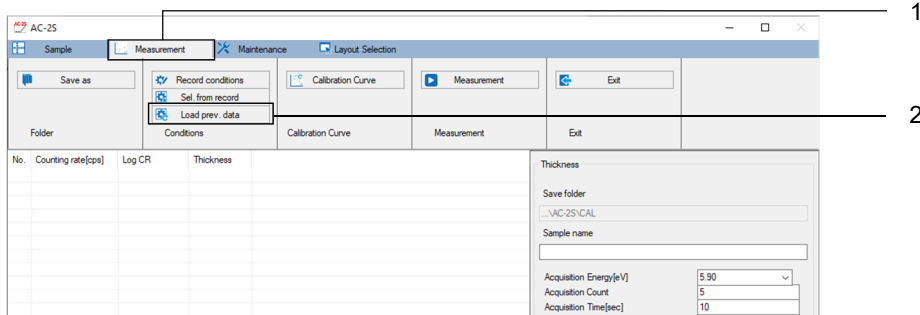 1
AC-2S AC-2S
Sample Measurement Maintenance Layout Selection
Save as Record conditions Calibration Curve Measurement Exit
Sel. from record
Load prev. data
2
Folder Conditions Calibration Curve Measurement Exit
No. Counting rate[cps] Log CR Thickness
Thickness
Save folder
...\AC-2S\CAL
Sample name
Acquisition Energy[eV] 5.90
Acquisition Count 5
Acquisition Time[sec] 10